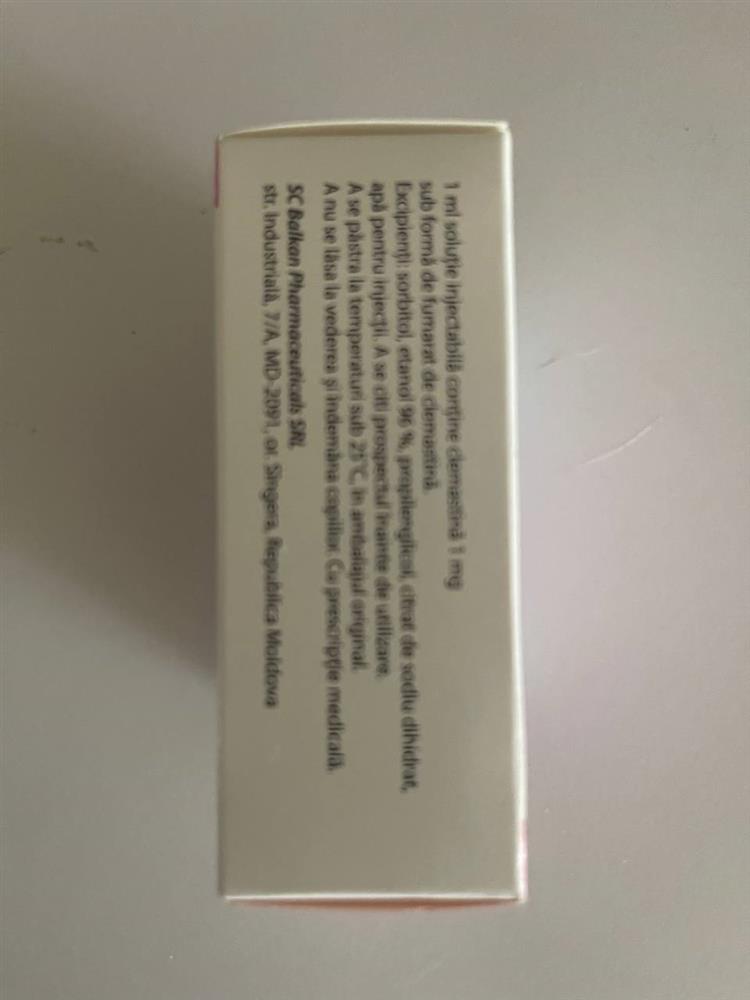 1 ml soluție injectabilă conține clemastină 1 mg
sub formă de fumarat de clemastină.
Excipienți: sorbitol, etanol 96 %, propilenglicol, citrat de sodiu dihidrat,
apă pentru injecții. A se citi prospectul înainte de utilizare.
A se păstra la temperaturi sub 25°C, în ambalajul original.
A nu se lăsa la vederea și îndemâna copiilor. Cu prescripție medicală.
SC Balkan Pharmaceuticals SRL
str. Industrială, 7/A, MD-2091, or. Sîngera, Republica Moldova